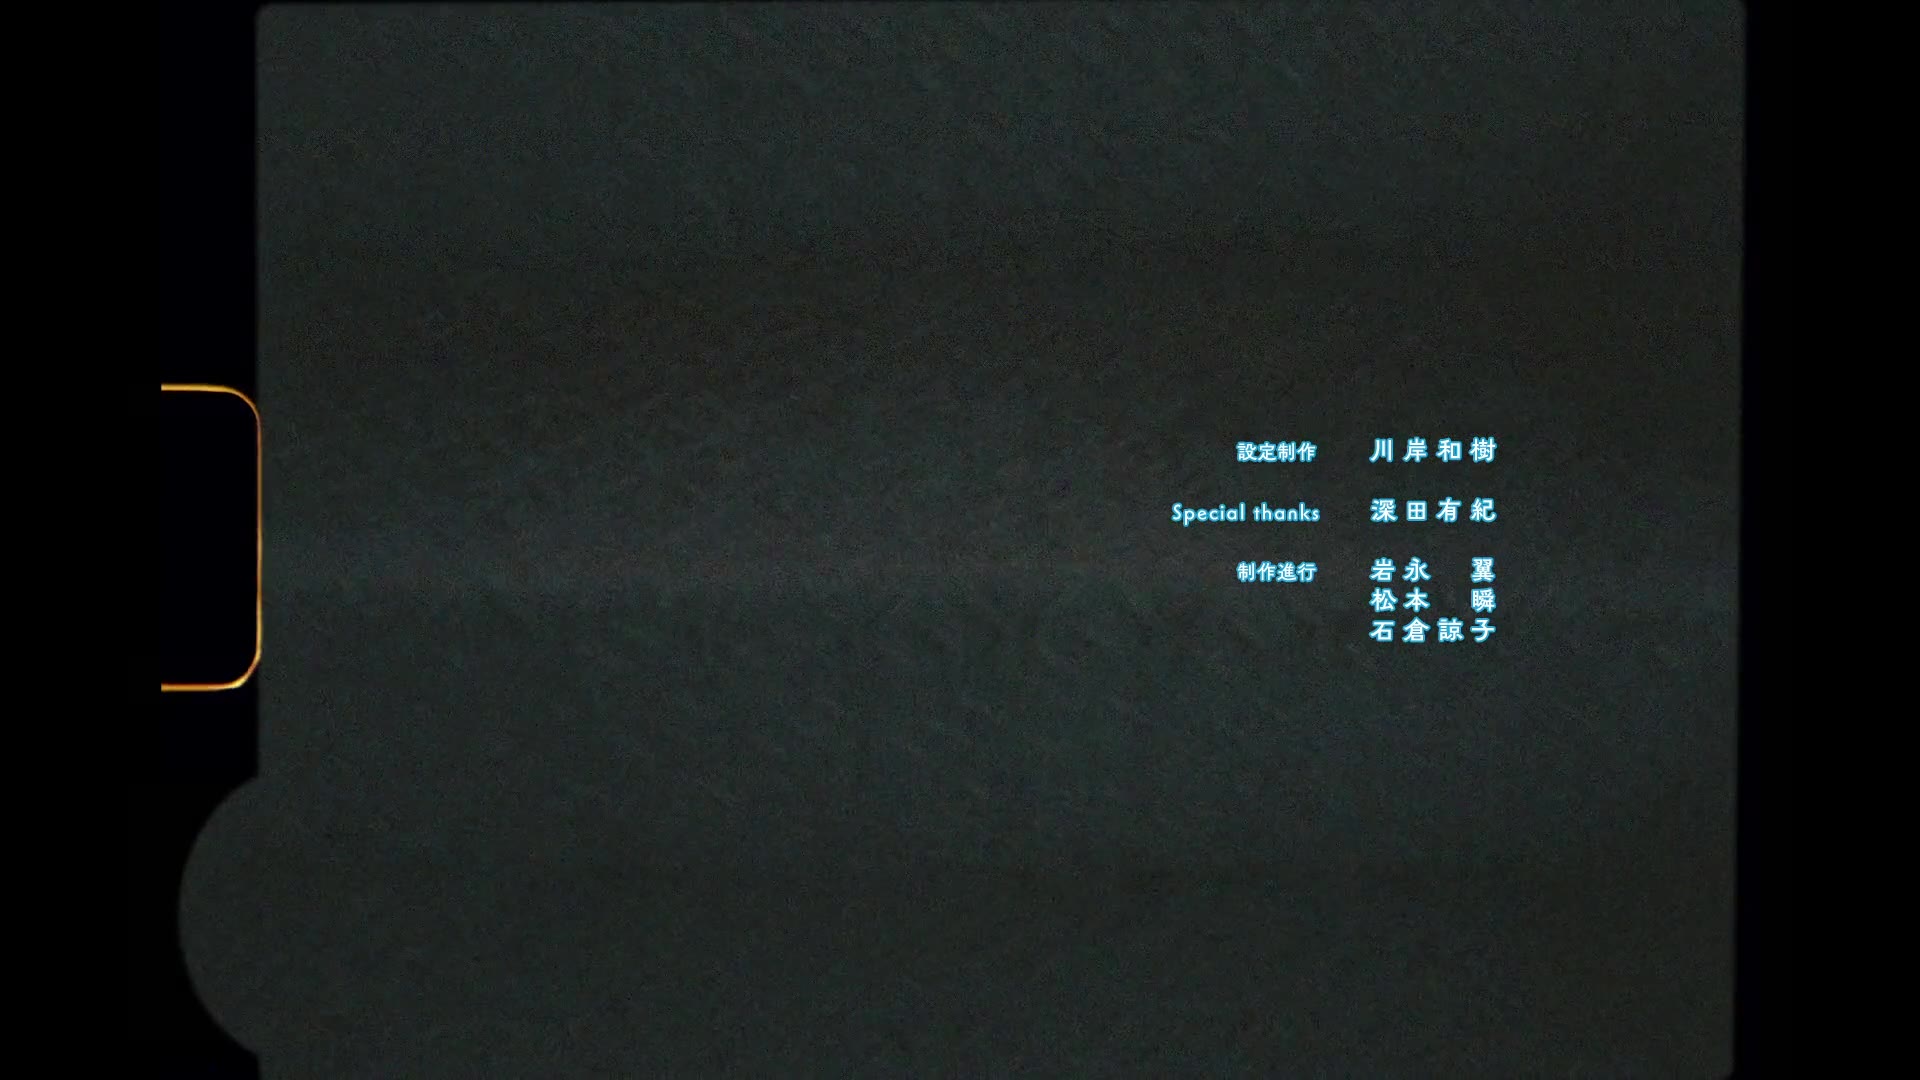 設定制作 川岸和樹
Special thanks 深田有紀
制作進行 岩永 翼
松本 瞬
石倉諒子